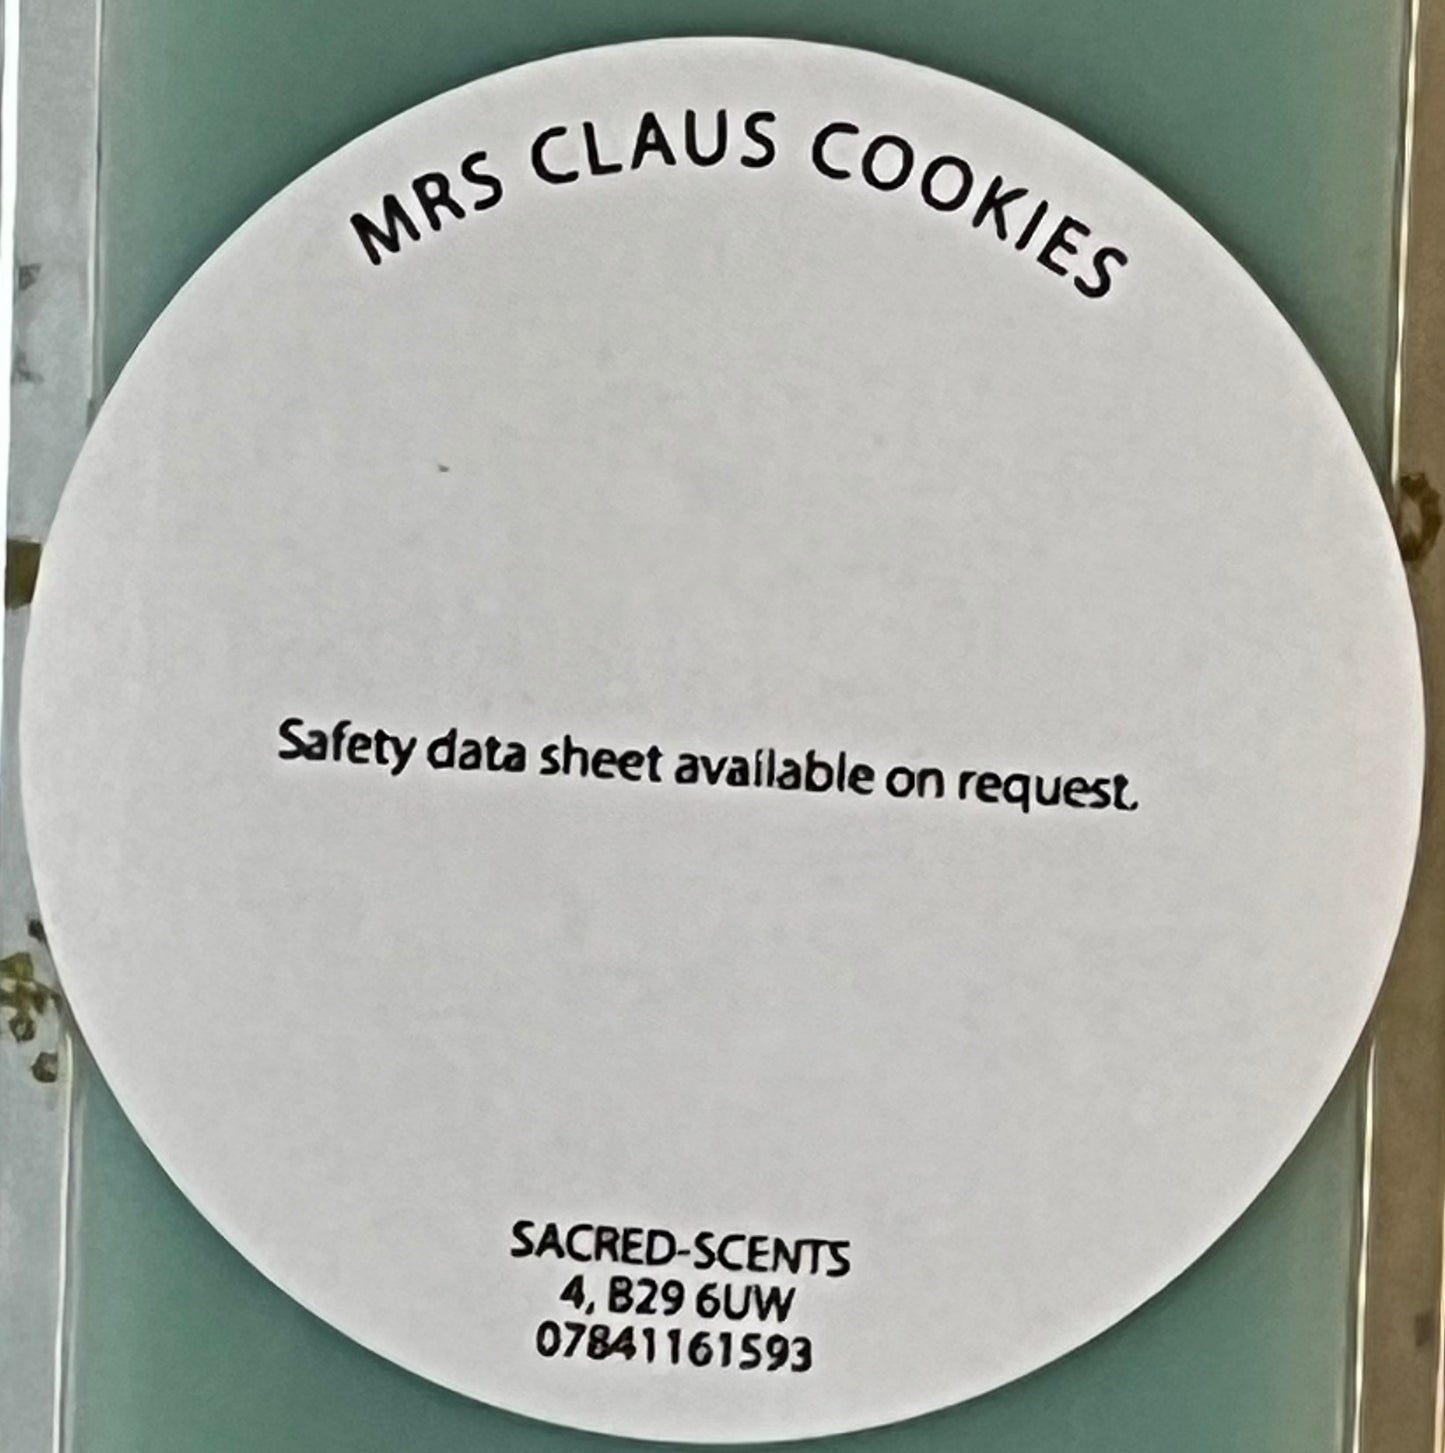 MRS CLAUS COOKIES
Safety data sheet available on request.
SACRED-SCENTS
4, B29 6UW
07841161593